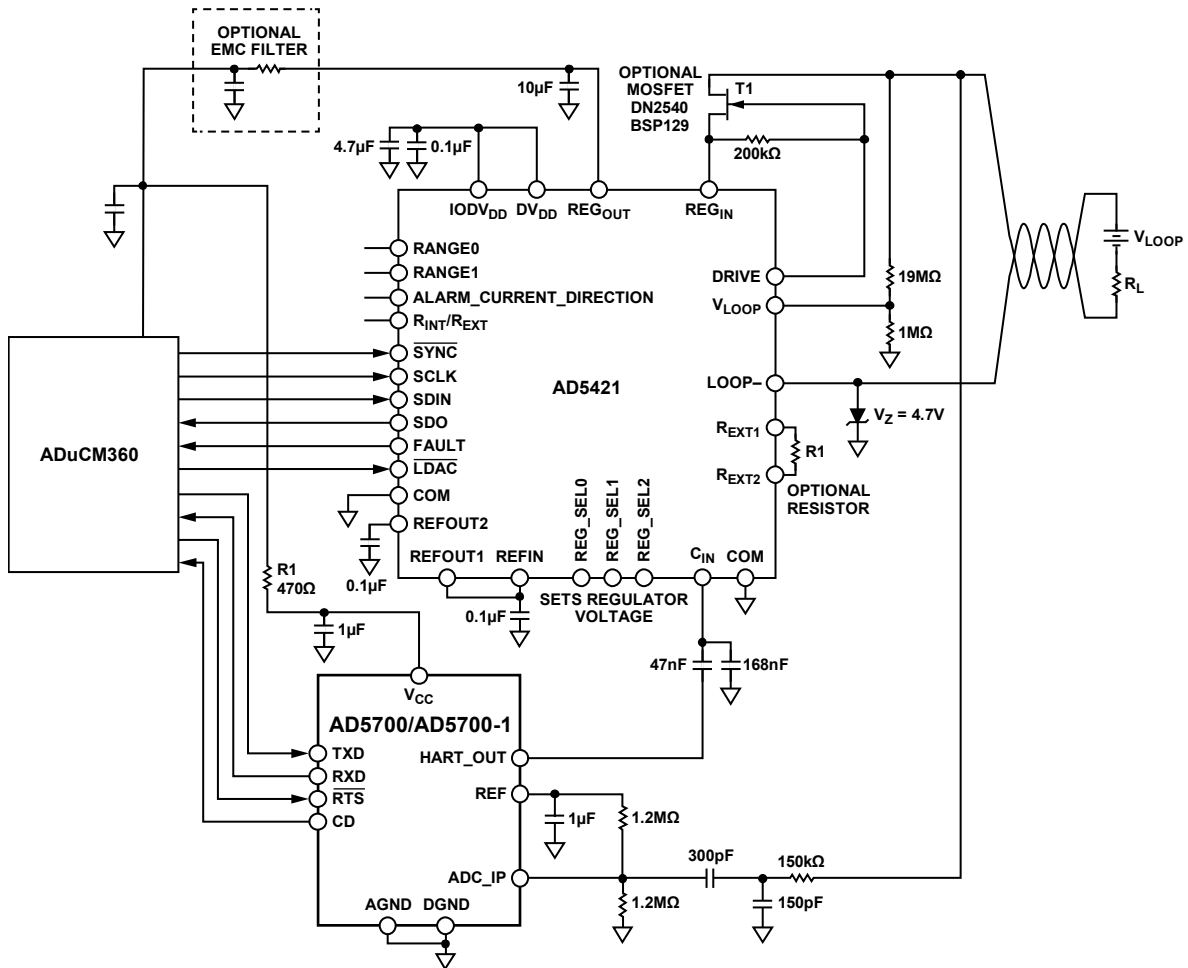 OPTIONAL
EMC FILTER
10µF
OPTIONAL
MOSFET
DN2540
BSP129
T1
200kΩ
4.7µF
0.1µF
IODVDD
DVDD
REGOUT
REGIN
RANGE0
RANGE1
ALARM_CURRENT_DIRECTION
RINT/REXT
SYNC
SCLK
SDIN
SDO
FAULT
LDAC
COM
REFOUT2
AD5421
DRIVE
VLOOP
LOOP–
REXT1
REXT2
R1
OPTIONAL
RESISTOR
19MΩ
1MΩ
VZ = 4.7V
VLOOP
RL
ADuCM360
0.1µF
REFOUT1
REFIN
REG_SEL0
REG_SEL1
REG_SEL2
CIN
COM
SETS REGULATOR
VOLTAGE
0.1µF
R1
470Ω
1µF
47nF
168nF
VCC
AD5700/AD5700-1
TXD
RXD
RTS
CD
HART_OUT
REF
ADC_IP
AGND
DGND
1µF
1.2MΩ
1.2MΩ
300pF
150kΩ
150pF